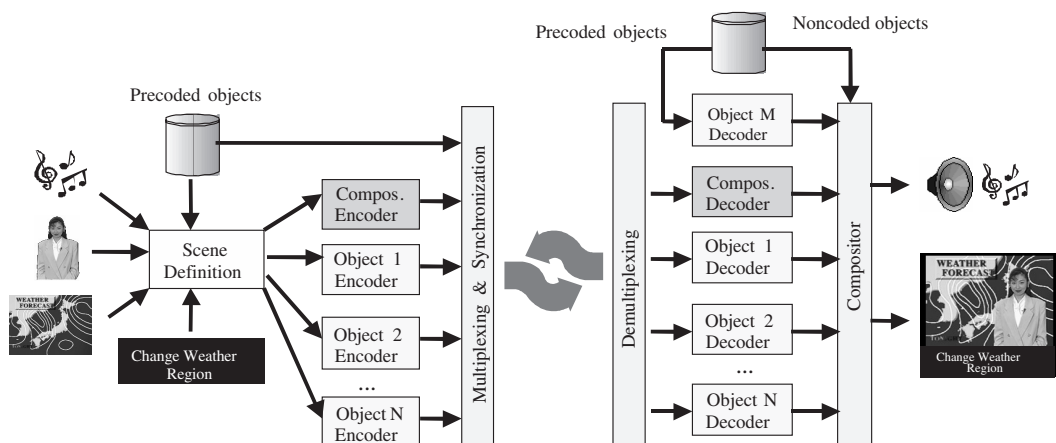 Precoded objects
Scene
Definition
WEATHER
FORECAST
Change Weather
Region
Compos.
Encoder
Object 1
Encoder
Object 2
Encoder
...
Object N
Encoder
Multiplexing & Synchronization
Precoded objects
Noncoded objects
Demultiplexing
Object M
Decoder
Compos.
Decoder
Object 1
Decoder
Object 2
Decoder
...
Object N
Decoder
Compositor
WEATHER
FORECAST
Change Weather
Region